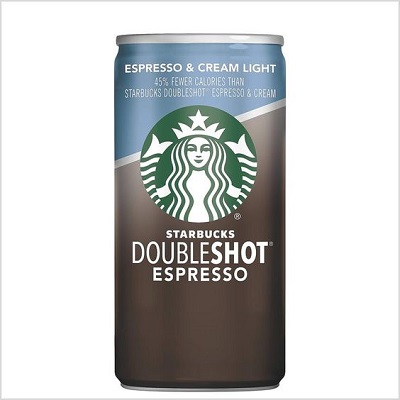 ESPRESSO & CREAM LIGHT
45% FEWER CALORIES THAN
STARBUCKS DOUBLESHOT® ESPRESSO & CREAM
®
STARBUCKS
DOUBLESHOT®
ESPRESSO